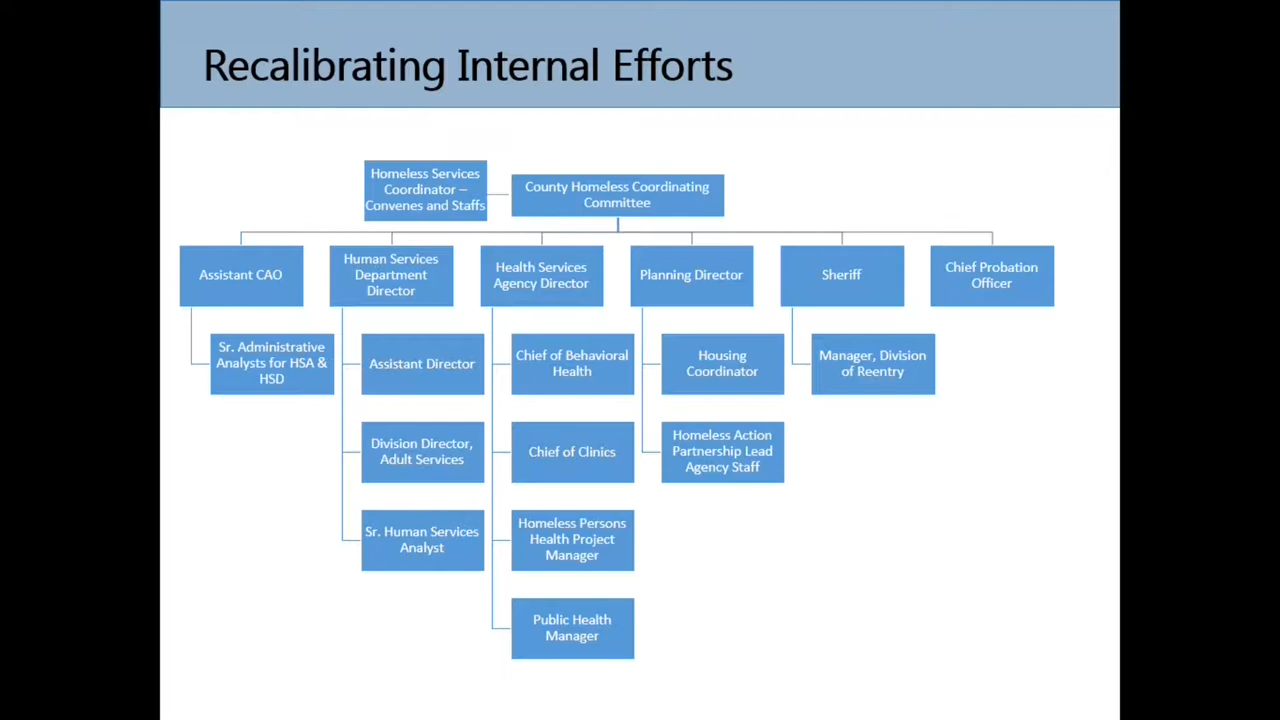 Recalibrating Internal Efforts
Homeless Services
Coordinator –
Convenes and Staffs
County Homeless Coordinating
Committee
Assistant CAO
Human Services
Department
Director
Health Services
Agency Director
Planning Director
Sheriff
Chief Probation
Officer
Sr. Administrative
Analysts for HSA &
HSD
Assistant Director
Chief of Behavioral
Health
Housing
Coordinator
Manager, Division
of Reentry
Division Director,
Adult Services
Chief of Clinics
Homeless Action
Partnership Lead
Agency Staff
Sr. Human Services
Analyst
Homeless Persons
Health Project
Manager
Public Health
Manager